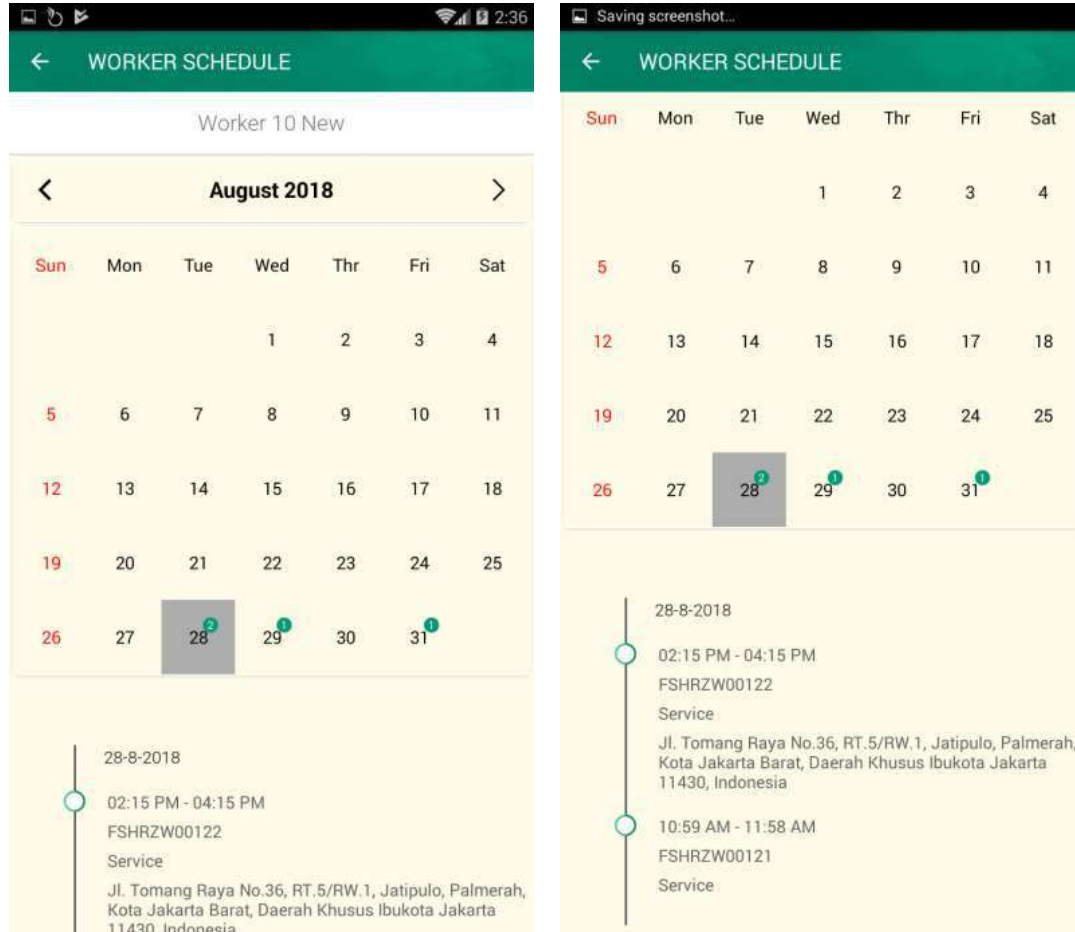 2:36
WORKER SCHEDULE
Worker 10 New
August 2018
Sun Mon Tue Wed Thr Fri Sat
1 2 3 4
5 6 7 8 9 10 11
12 13 14 15 16 17 18
19 20 21 22 23 24 25
26 27 28 2 29 1 30 31 1
28-8-2018
02:15 PM - 04:15 PM
FSHRZW00122
Service
Jl. Tomang Raya No.36, RT.5/RW.1, Jatipulo, Palmerah,
Kota Jakarta Barat, Daerah Khusus Ibukota Jakarta
11430, Indonesia
Saving screenshot...
WORKER SCHEDULE
Sun Mon Tue Wed Thr Fri Sat
1 2 3 4
5 6 7 8 9 10 11
12 13 14 15 16 17 18
19 20 21 22 23 24 25
26 27 28 2 29 1 30 31 1
28-8-2018
02:15 PM - 04:15 PM
FSHRZW00122
Service
Jl. Tomang Raya No.36, RT.5/RW.1, Jatipulo, Palmerah,
Kota Jakarta Barat, Daerah Khusus Ibukota Jakarta
11430, Indonesia
10:59 AM - 11:58 AM
FSHRZW00121
Service